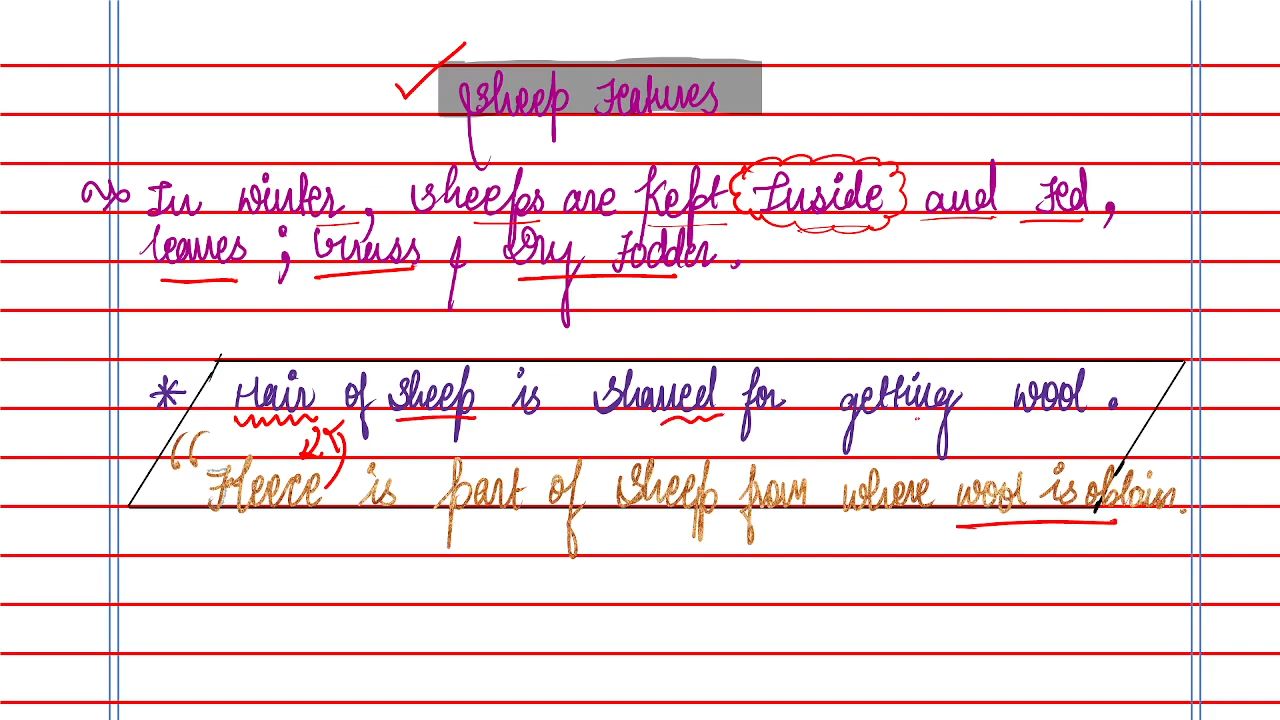 Sheep Features
In winter, sheeps are kept Inside and Fed,
leaves; Grass & Dry Fodder.
* Hair of sheep is shaved for getting wool.
“Fleece is part of sheep from where wool is obtain.